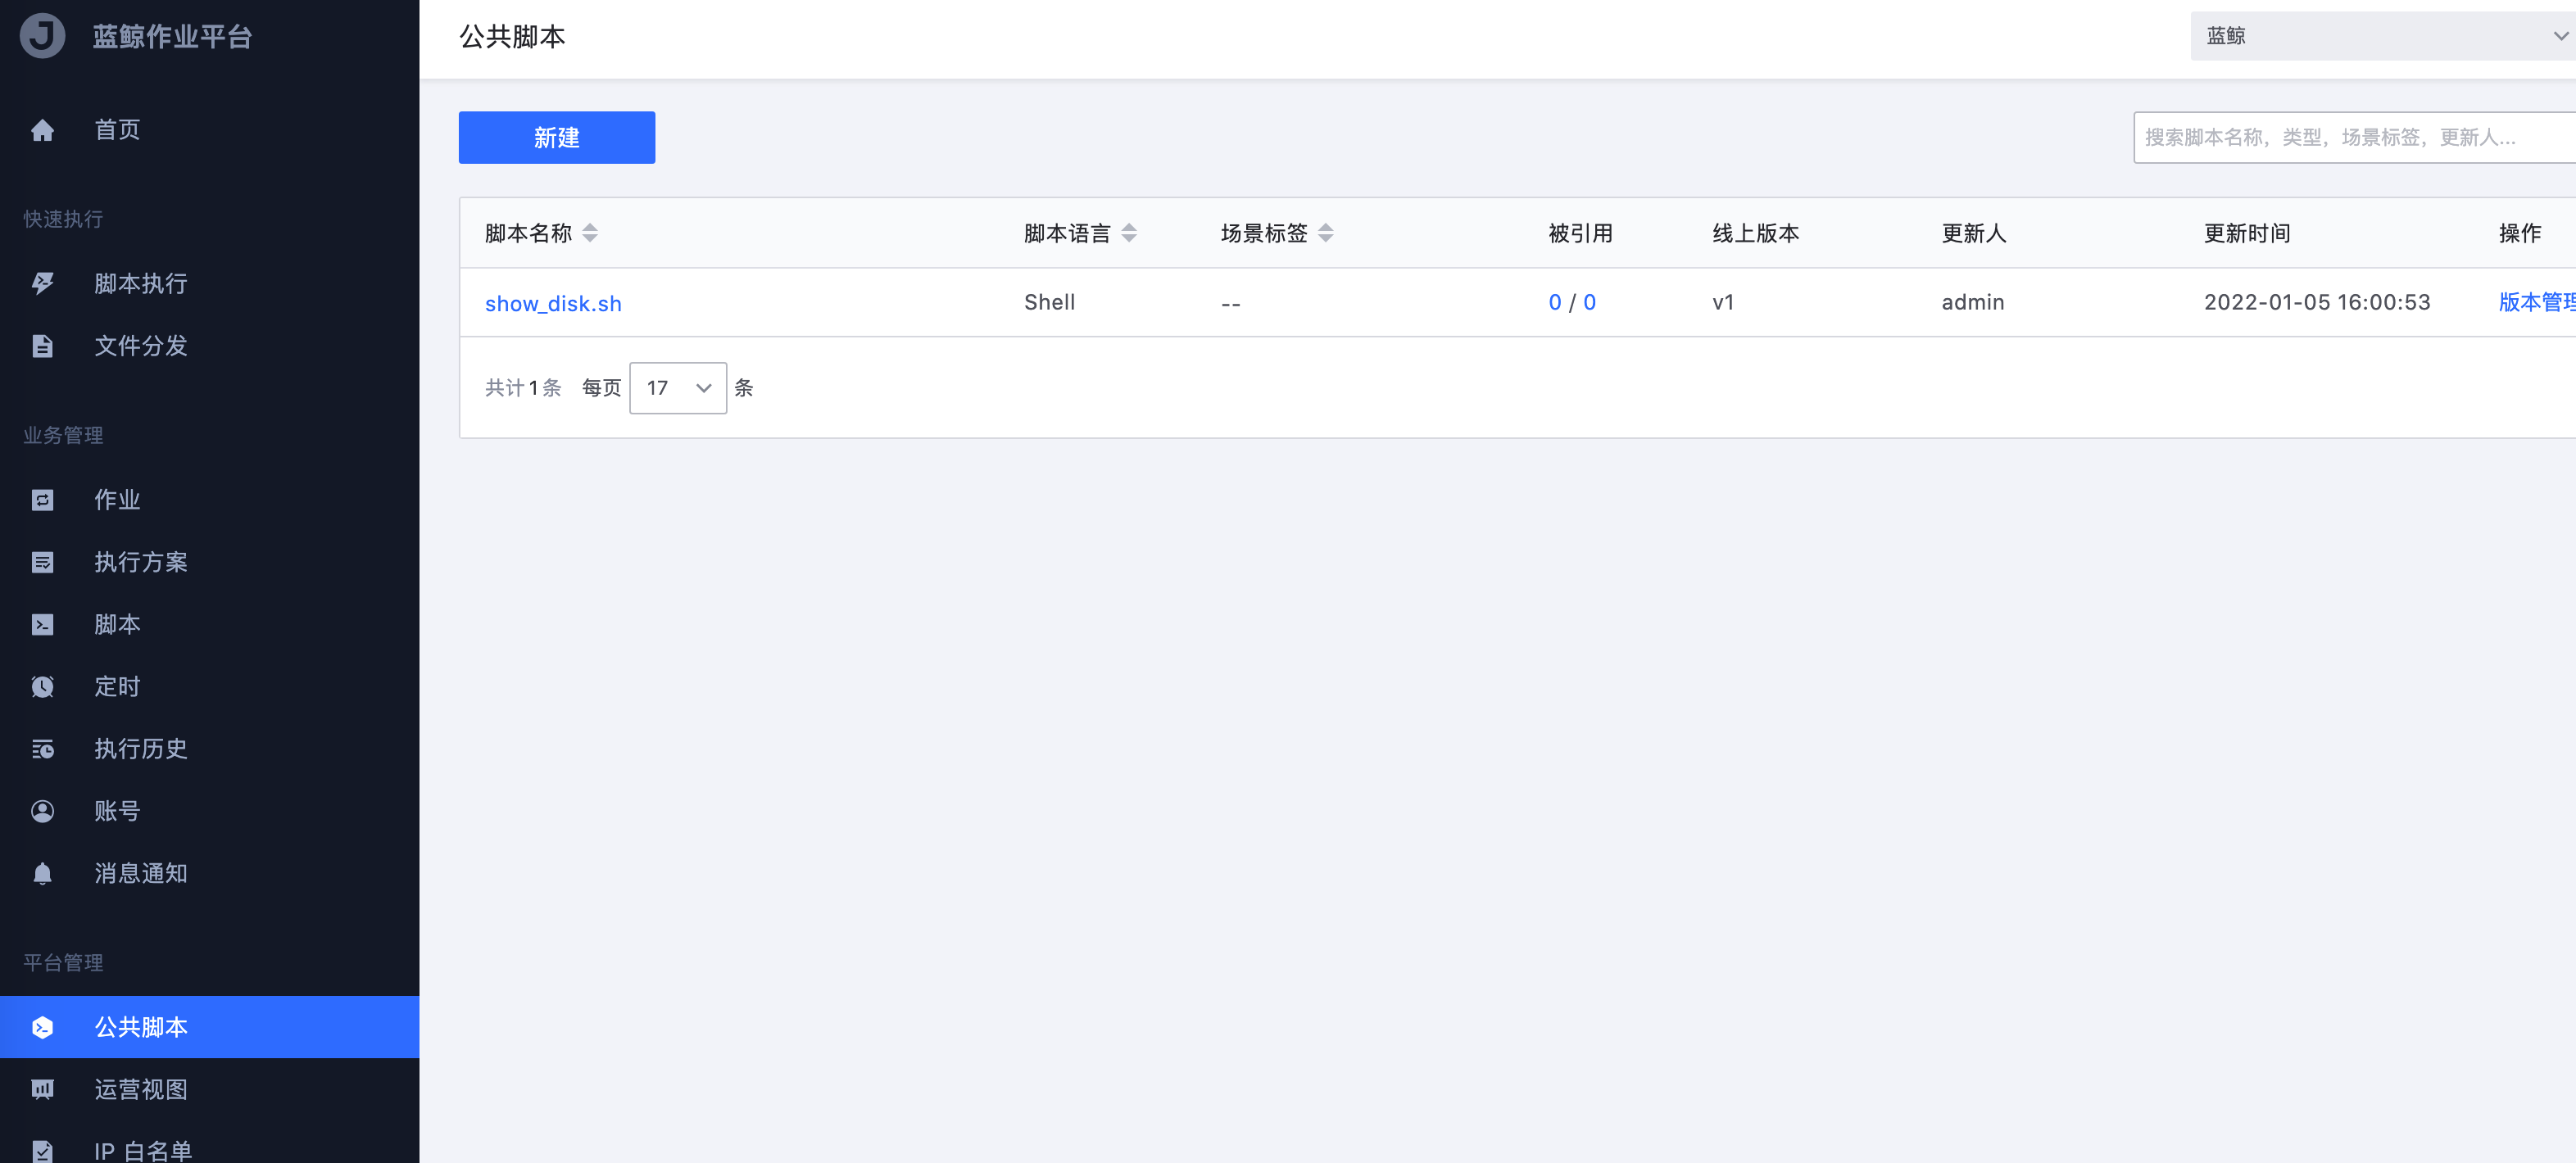 蓝鲸作业平台
首页
快速执行
脚本执行
文件分发
业务管理
作业
执行方案
脚本
定时
执行历史
账号
消息通知
平台管理
公共脚本
运营视图
IP 白名单
公共脚本
蓝鲸
新建
搜索脚本名称，类型，场景标签，更新人...
脚本名称 脚本语言 场景标签 被引用 线上版本 更新人 更新时间 操作
show_disk.sh Shell -- 0 / 0 v1 admin 2022-01-05 16:00:53 版本管理
共计1条 每页 17 条